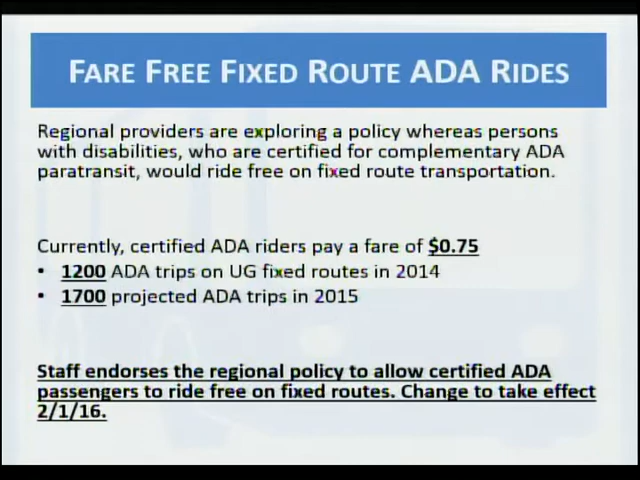 FARE FREE FIXED ROUTE ADA RIDES
Regional providers are exploring a policy whereas persons
with disabilities, who are certified for complementary ADA
paratransit, would ride free on fixed route transportation.
Currently, certified ADA riders pay a fare of $0.75
• 1200 ADA trips on UG fixed routes in 2014
• 1700 projected ADA trips in 2015
Staff endorses the regional policy to allow certified ADA
passengers to ride free on fixed routes. Change to take effect
2/1/16.